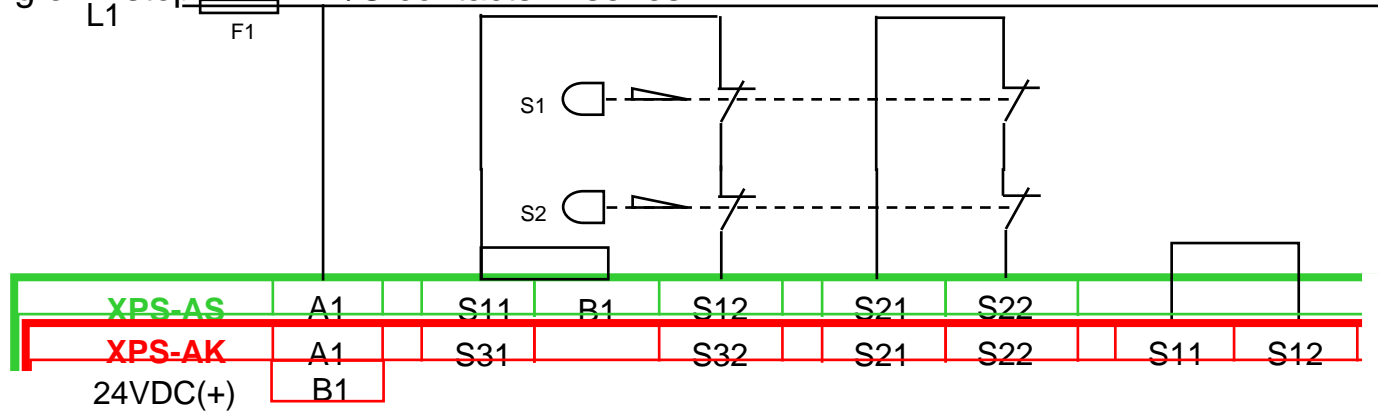 L1
F1
S1
S2
XPS-AS A1 S11 B1 S12 S21 S22
XPS-AK A1 S31 S32 S21 S22 S11 S12
24VDC(+) B1